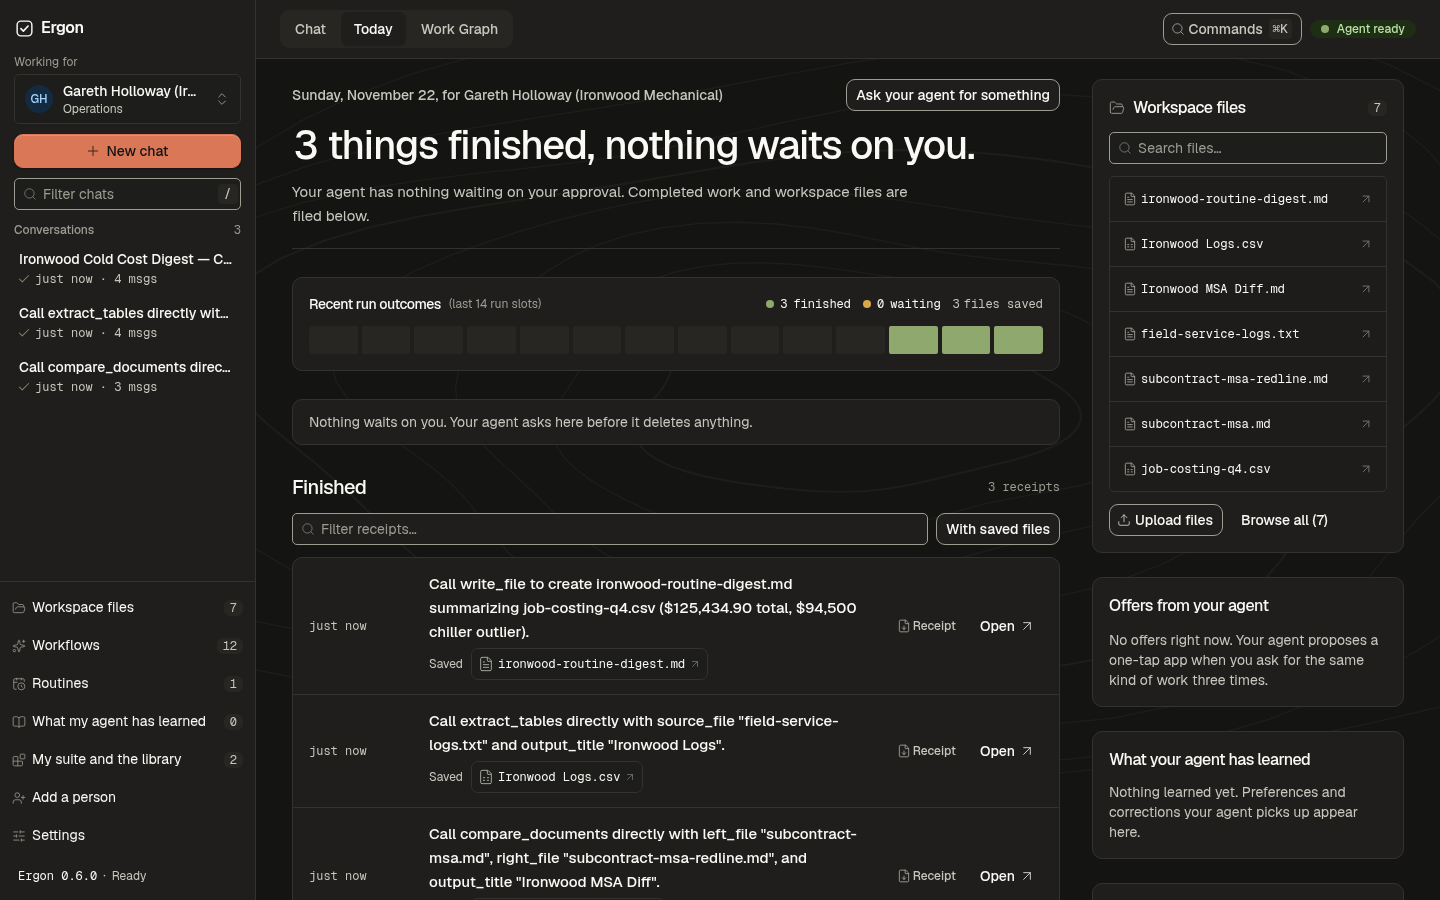 Ergon
Working for
GH
Gareth Holloway (Ir...
Operations
New chat
Filter chats
/
Conversations
3
Ironwood Cold Cost Digest — C...
just now · 4 msgs
Call extract_tables directly wit...
just now · 4 msgs
Call compare_documents direc...
just now · 3 msgs
Workspace files
7
Workflows
12
Routines
1
What my agent has learned
0
My suite and the library
2
Add a person
Settings
Ergon 0.6.0 · Ready
Chat
Today
Work Graph
Commands
⌘K
Agent ready
Sunday, November 22, for Gareth Holloway (Ironwood Mechanical)
Ask your agent for something
3 things finished, nothing waits on you.
Your agent has nothing waiting on your approval. Completed work and workspace files are
filed below.
Recent run outcomes (last 14 run slots)
3 finished
0 waiting
3 files saved
Nothing waits on you. Your agent asks here before it deletes anything.
Finished
3 receipts
Filter receipts...
With saved files
just now
Call write_file to create ironwood-routine-digest.md
summarizing job-costing-q4.csv ($125,434.90 total, $94,500
chiller outlier).
Saved
ironwood-routine-digest.md
Receipt
Open
just now
Call extract_tables directly with source_file "field-service-
logs.txt" and output_title "Ironwood Logs".
Saved
Ironwood Logs.csv
Receipt
Open
just now
Call compare_documents directly with left_file "subcontract-
msa.md", right_file "subcontract-msa-redline.md", and
output_title "Ironwood MSA Diff".
Receipt
Open
Workspace files
7
Search files...
ironwood-routine-digest.md
Ironwood Logs.csv
Ironwood MSA Diff.md
field-service-logs.txt
subcontract-msa-redline.md
subcontract-msa.md
job-costing-q4.csv
Upload files
Browse all (7)
Offers from your agent
No offers right now. Your agent proposes a
one-tap app when you ask for the same
kind of work three times.
What your agent has learned
Nothing learned yet. Preferences and
corrections your agent picks up appear
here.